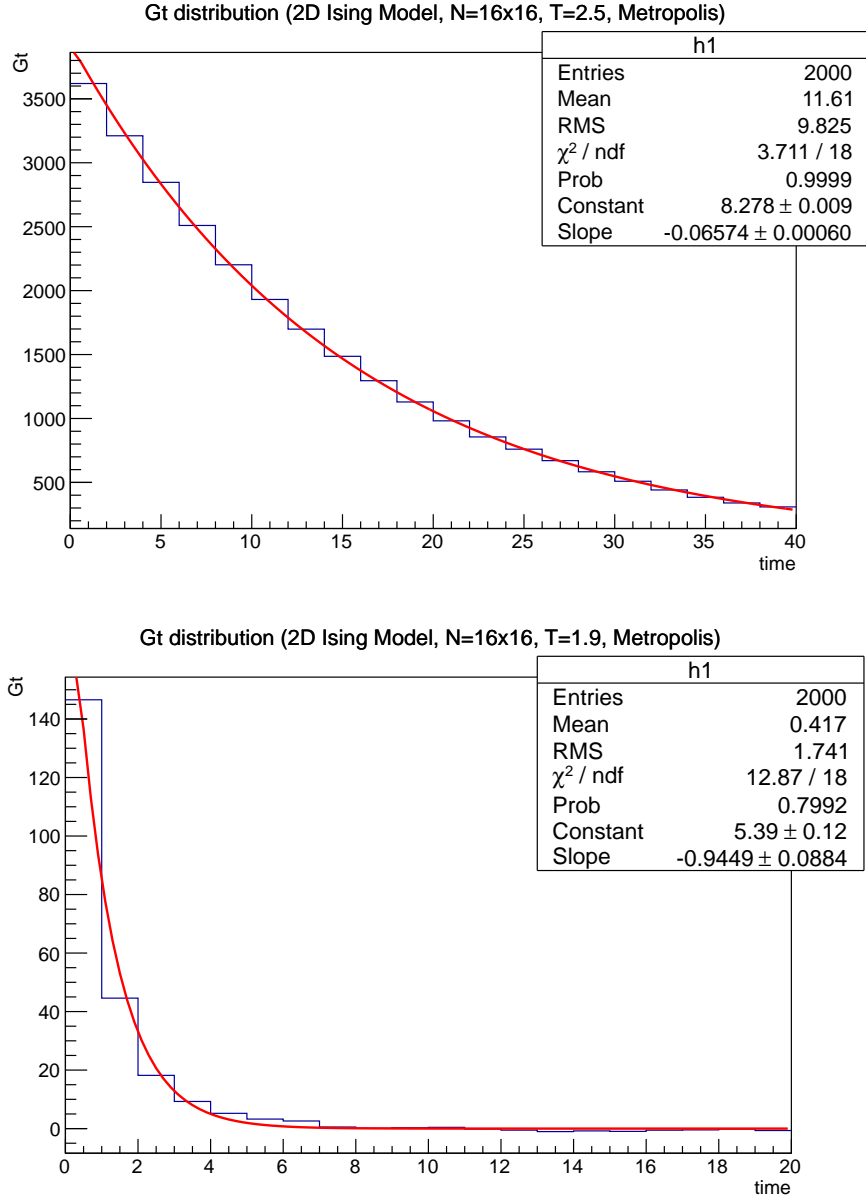 Gt distribution (2D Ising Model, N=16x16, T=2.5, Metropolis)
h1
Entries 2000
Mean 11.61
RMS 9.825
χ² / ndf 3.711 / 18
Prob 0.9999
Constant 8.278 ± 0.009
Slope -0.06574 ± 0.00060
Gt
3500
3000
2500
2000
1500
1000
500
0 5 10 15 20 25 30 35 40
time
Gt distribution (2D Ising Model, N=16x16, T=1.9, Metropolis)
h1
Entries 2000
Mean 0.417
RMS 1.741
χ² / ndf 12.87 / 18
Prob 0.7992
Constant 5.39 ± 0.12
Slope -0.9449 ± 0.0884
Gt
140
120
100
80
60
40
20
0
0 2 4 6 8 10 12 14 16 18 20
time